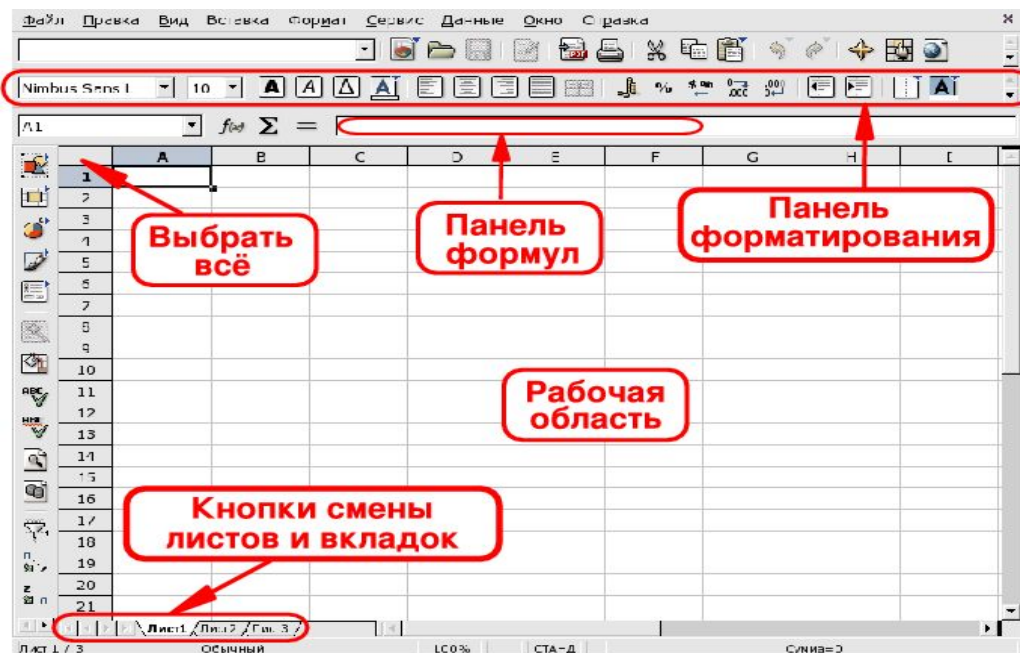 Файл Правка Вид Вставка Формат Сервис Данные Окно Справка
Nimbus Sans L 10
A1 f(x) Σ =
A B C D E F G H I
1
2
3
4
5
6
7
8
9
10
11
12
13
14
15
16
17
18
19
20
21
Выбрать
всё
Панель
формул
Панель
форматирования
Рабочая
область
Кнопки смены
листов и вкладок
Лист1 Лист2 Лист3
Лист 1 / 3 Обычный 100% СТАНД Сумма=0